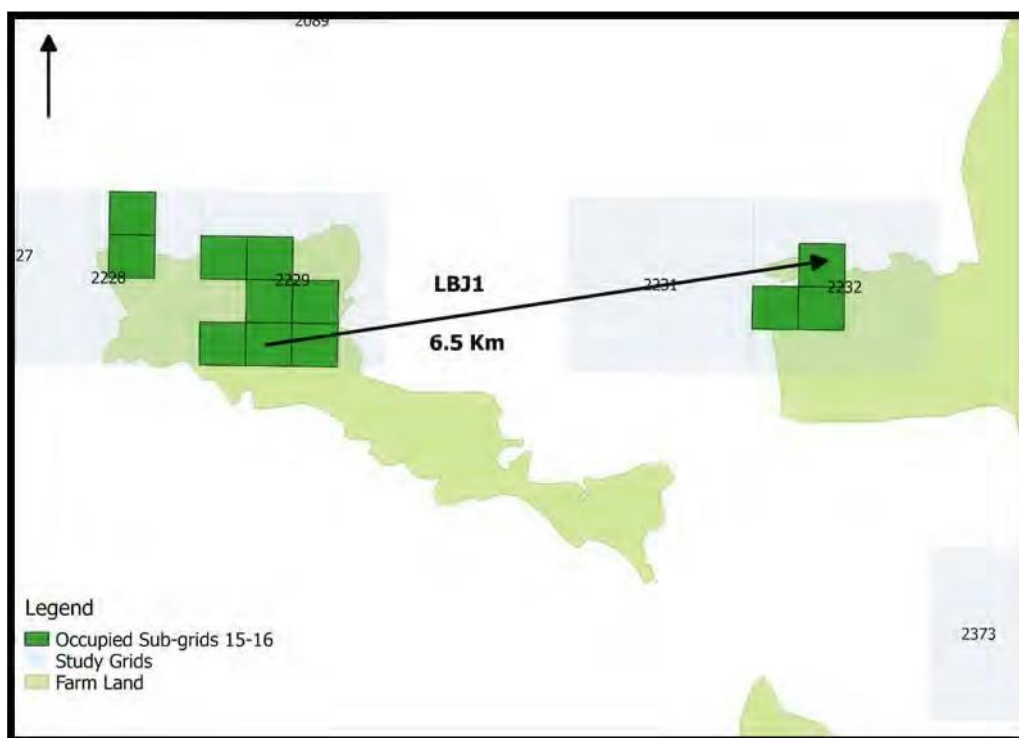 2089
27
2228
2229
LBJ1
6.5 Km
2231
2232
2373
Legend
Occupied Sub-grids 15-16
Study Grids
Farm Land